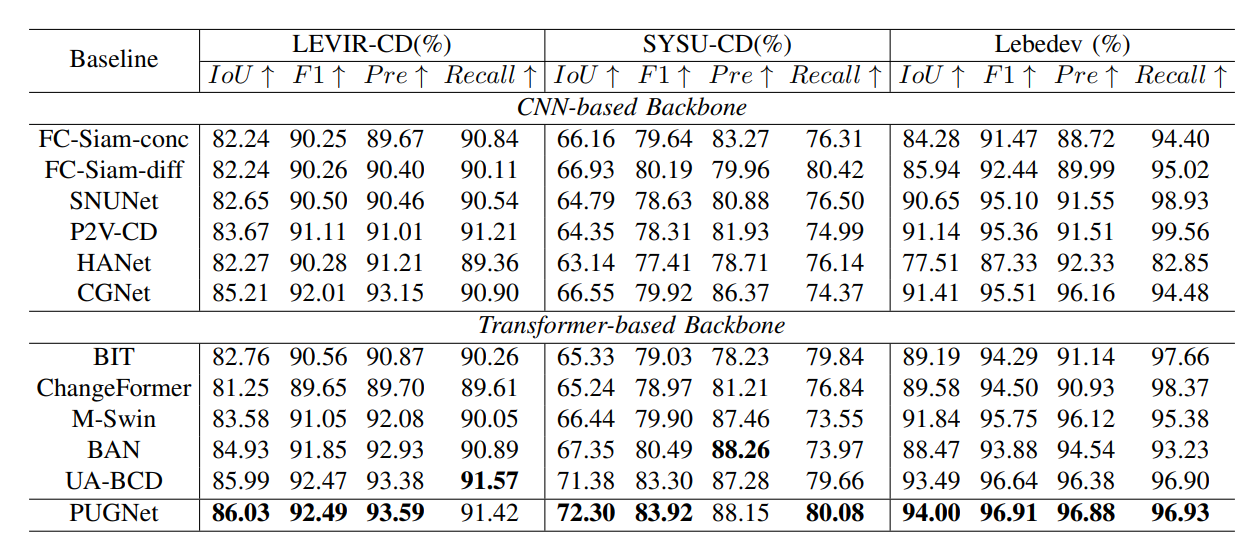 Baseline LEVIR-CD(%) SYSU-CD(%) Lebedev (%)
IoU ↑ F1 ↑ Pre ↑ Recall ↑ IoU ↑ F1 ↑ Pre ↑ Recall ↑ IoU ↑ F1 ↑ Pre ↑ Recall ↑
CNN-based Backbone
FC-Siam-conc 82.24 90.25 89.67 90.84 66.16 79.64 83.27 76.31 84.28 91.47 88.72 94.40
FC-Siam-diff 82.24 90.26 90.40 90.11 66.93 80.19 79.96 80.42 85.94 92.44 89.99 95.02
SNUNet 82.65 90.50 90.46 90.54 64.79 78.63 80.88 76.50 90.65 95.10 91.55 98.93
P2V-CD 83.67 91.11 91.01 91.21 64.35 78.31 81.93 74.99 91.14 95.36 91.51 99.56
HANet 82.27 90.28 91.21 89.36 63.14 77.41 78.71 76.14 77.51 87.33 92.33 82.85
CGNet 85.21 92.01 93.15 90.90 66.55 79.92 86.37 74.37 91.41 95.51 96.16 94.48
Transformer-based Backbone
BIT 82.76 90.56 90.87 90.26 65.33 79.03 78.23 79.84 89.19 94.29 91.14 97.66
ChangeFormer 81.25 89.65 89.70 89.61 65.24 78.97 81.21 76.84 89.58 94.50 90.93 98.37
M-Swin 83.58 91.05 92.08 90.05 66.44 79.90 87.46 73.55 91.84 95.75 96.12 95.38
BAN 84.93 91.85 92.93 90.89 67.35 80.49 88.26 73.97 88.47 93.88 94.54 93.23
UA-BCD 85.99 92.47 93.38 91.57 71.38 83.30 87.28 79.66 93.49 96.64 96.38 96.90
PUGNet 86.03 92.49 93.59 91.42 72.30 83.92 88.15 80.08 94.00 96.91 96.88 96.93